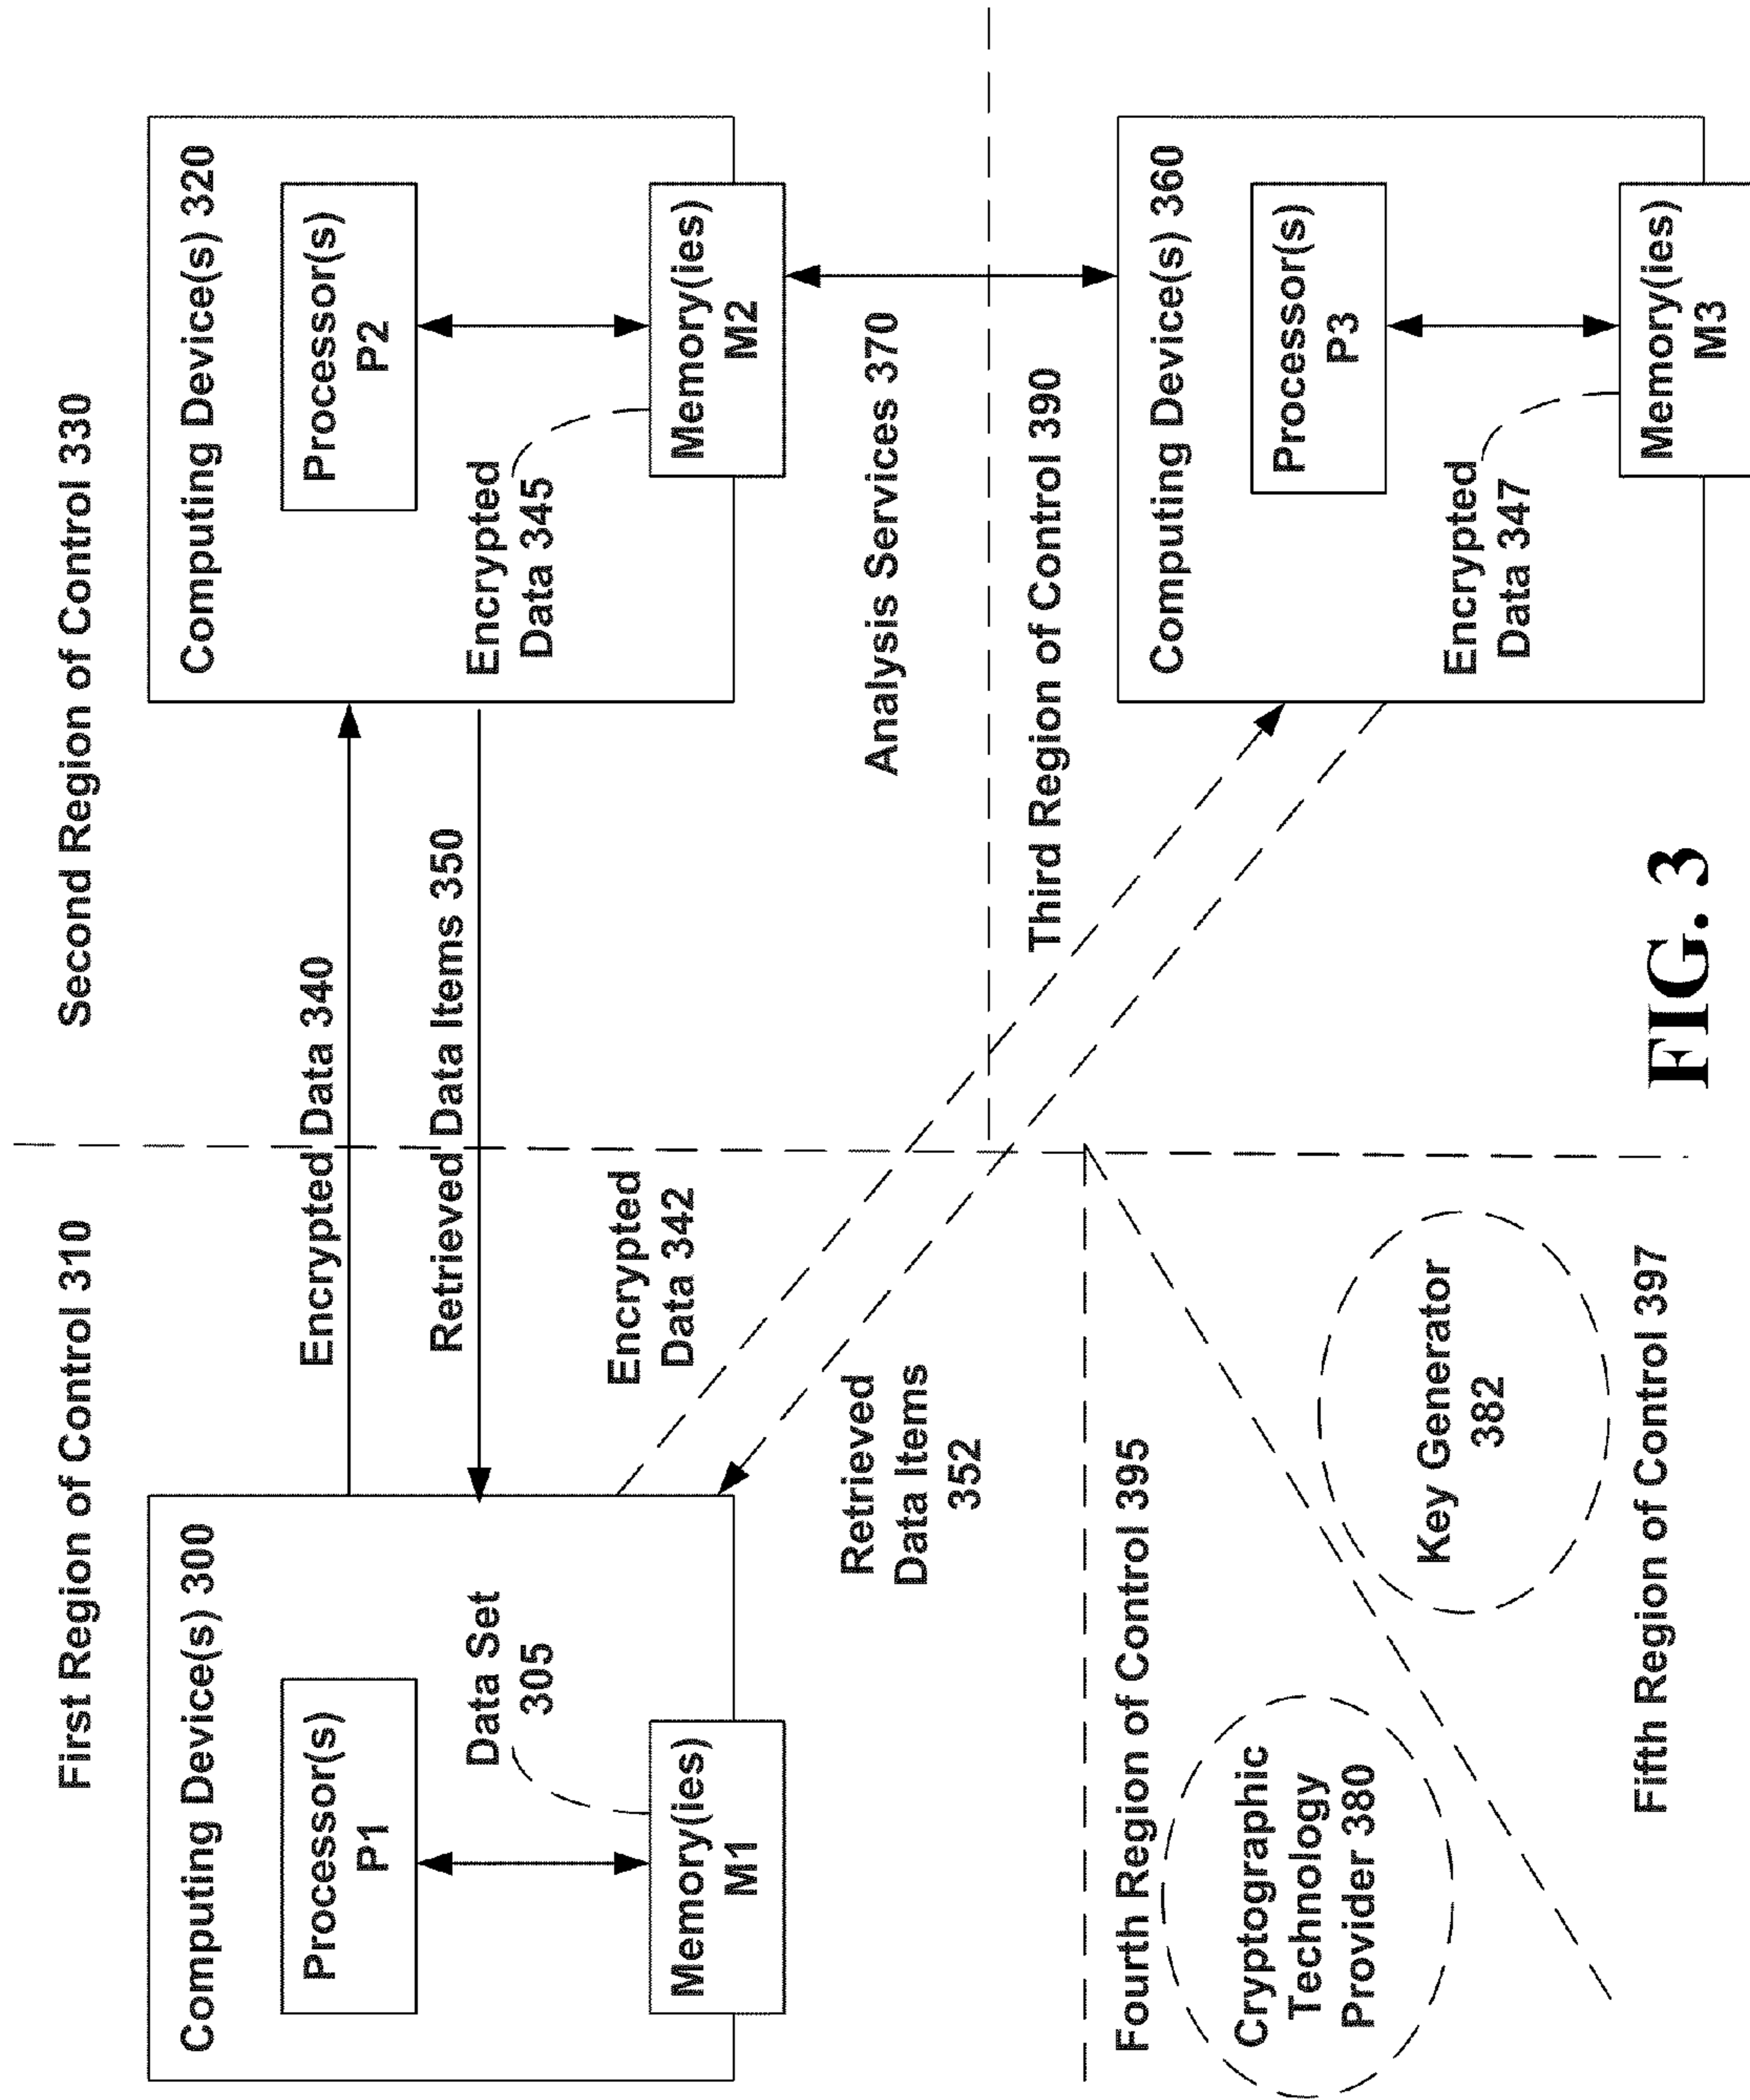 First Region of Control 310
Second Region of Control 330
Computing Device(s) 300
Processor(s)
P1
Data Set
305
Memory(ies)
M1
Encrypted Data 340
Retrieved Data Items 350
Encrypted
Data 342
Retrieved
Data Items
352
Computing Device(s) 320
Processor(s)
P2
Encrypted
Data 345
Memory(ies)
M2
Analysis Services 370
Third Region of Control 390
Computing Device(s) 360
Processor(s)
P3
Encrypted
Data 347
Memory(ies)
M3
Fourth Region of Control 395
Cryptographic
Technology
Provider 380
Key Generator
382
Fifth Region of Control 397
FIG. 3